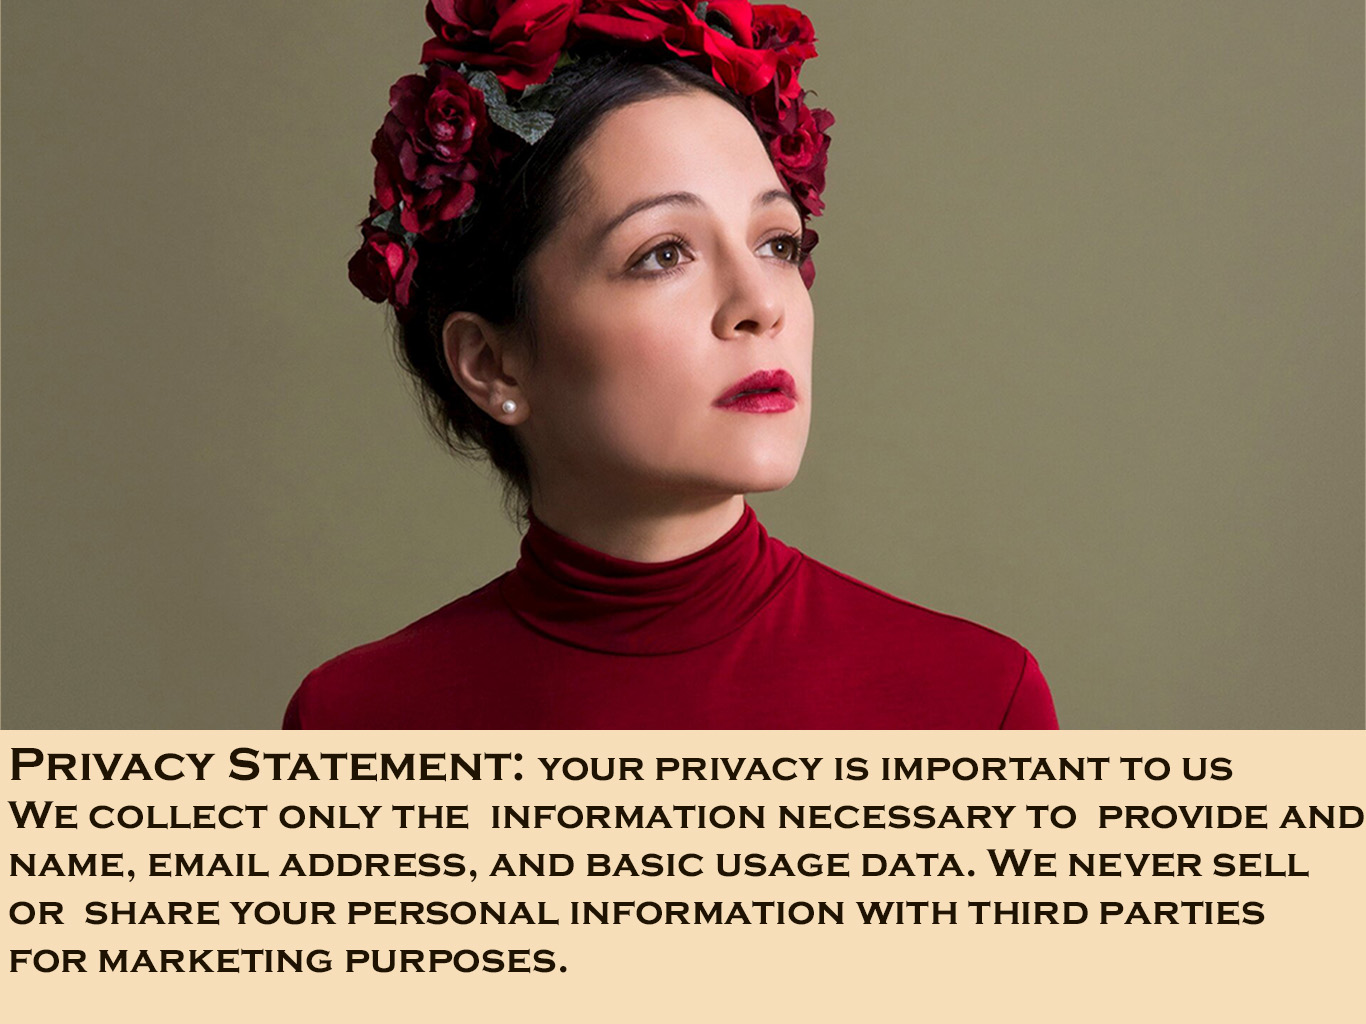 Privacy Statement: your privacy is important to us
We collect only the information necessary to provide and
name, email address, and basic usage data. We never sell
or share your personal information with third parties
for marketing purposes.